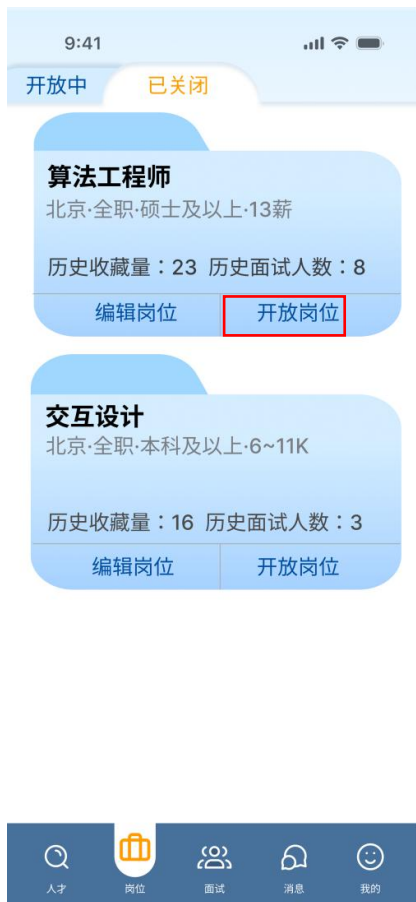 9:41
开放中 已关闭
算法工程师
北京·全职·硕士及以上·13薪
历史收藏量：23 历史面试人数：8
编辑岗位 开放岗位
交互设计
北京·全职·本科及以上·6~11K
历史收藏量：16 历史面试人数：3
编辑岗位 开放岗位
人才 岗位 面试 消息 我的